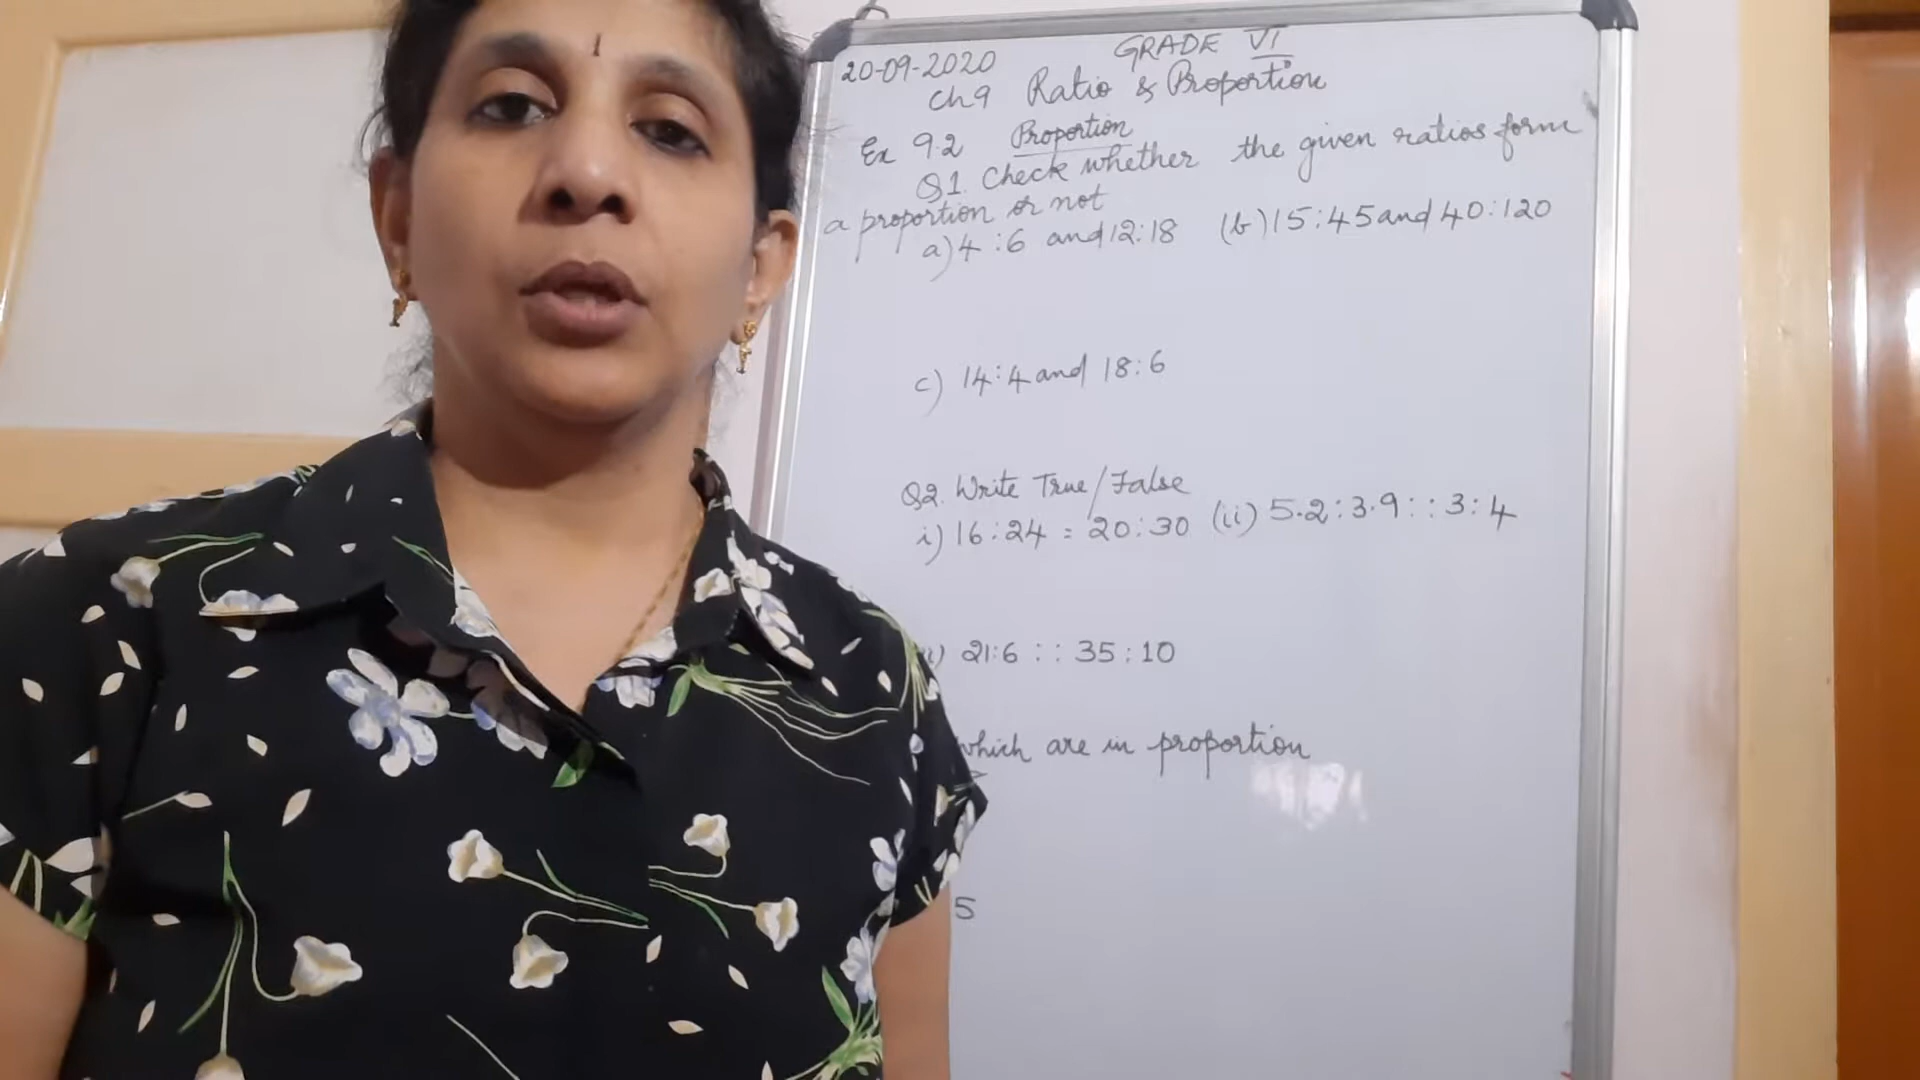 20-09-2020 GRADE VI
Ch 9 Ratio & Proportion
Ex 9.2 Proportion
Q1. Check whether the given ratios form
a proportion or not
a) 4 : 6 and 12:18 (b) 15:45 and 40:120
c) 14:4 and 18:6
Q2. Write True/False
i) 16:24 = 20:30 (ii) 5.2:3.9 :: 3:4
21:6 :: 35:10
which are in proportion
5